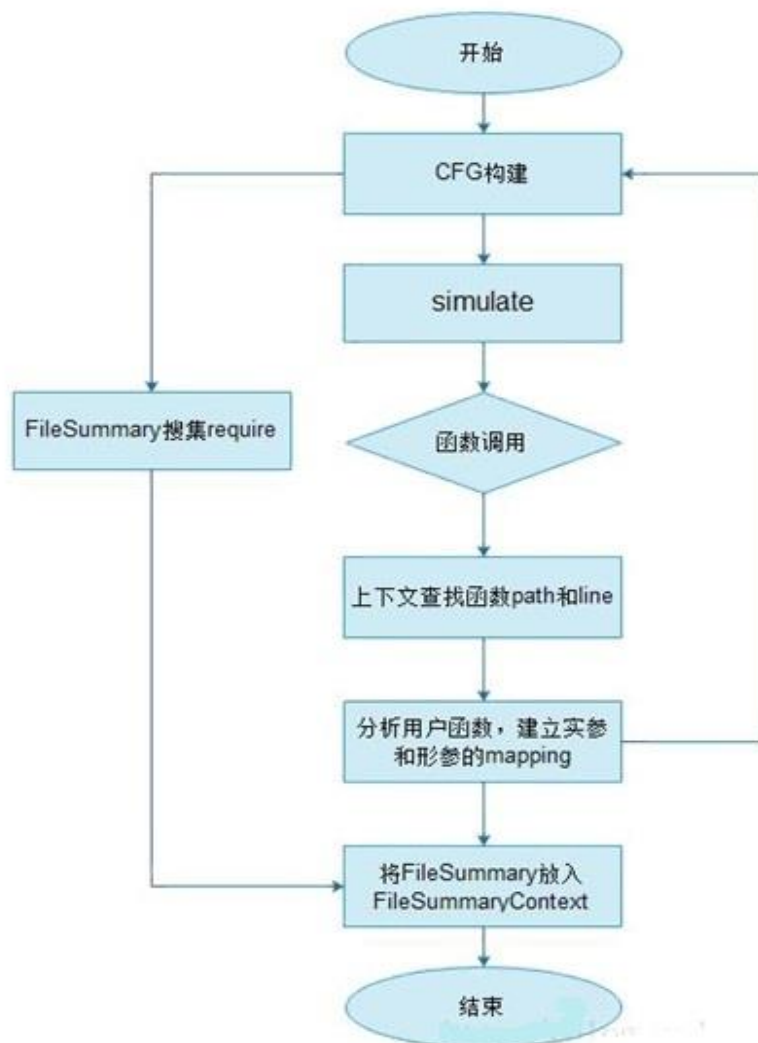 开始
CFG构建
simulate
FileSummary搜集require
函数调用
上下文查找函数path和line
分析用户函数，建立实参
和形参的mapping
将FileSummary放入
FileSummaryContext
结束